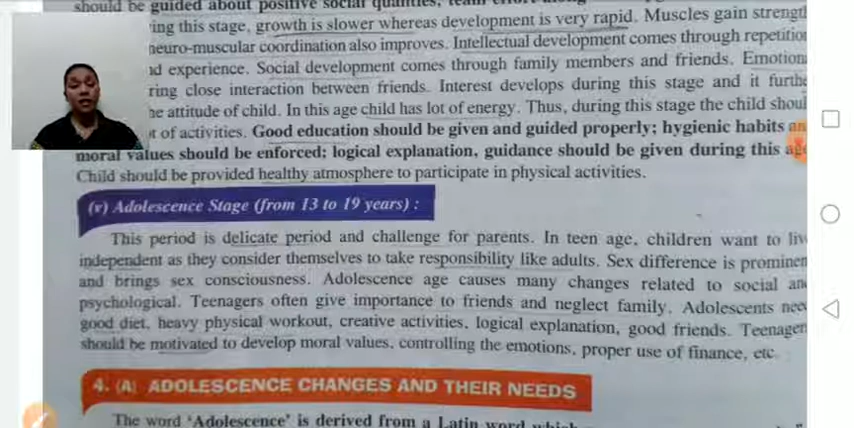 should be guided about positive social qualities, team effort along
ing this stage, growth is slower whereas development is very rapid. Muscles gain strengt
neuro-muscular coordination also improves. Intellectual development comes through repetition
nd experience. Social development comes through family members and friends. Emotion
ring close interaction between friends. Interest develops during this stage and it furthe
he attitude of child. In this age child has lot of energy. Thus, during this stage the child shoul
t of activities. Good education should be given and guided properly; hygienic habits an
moral values should be enforced; logical explanation, guidance should be given during this age
Child should be provided healthy atmosphere to participate in physical activities.
(v) Adolescence Stage (from 13 to 19 years) :
This period is delicate period and challenge for parents. In teen age, children want to liv
independent as they consider themselves to take responsibility like adults. Sex difference is prominen
and brings sex consciousness. Adolescence age causes many changes related to social an
psychological. Teenagers often give importance to friends and neglect family. Adolescents nee
good diet, heavy physical workout, creative activities, logical explanation, good friends. Teenager
should be motivated to develop moral values, controlling the emotions, proper use of finance, etc.
4. (A) ADOLESCENCE CHANGES AND THEIR NEEDS
The word 'Adolescence' is derived from a Latin word which